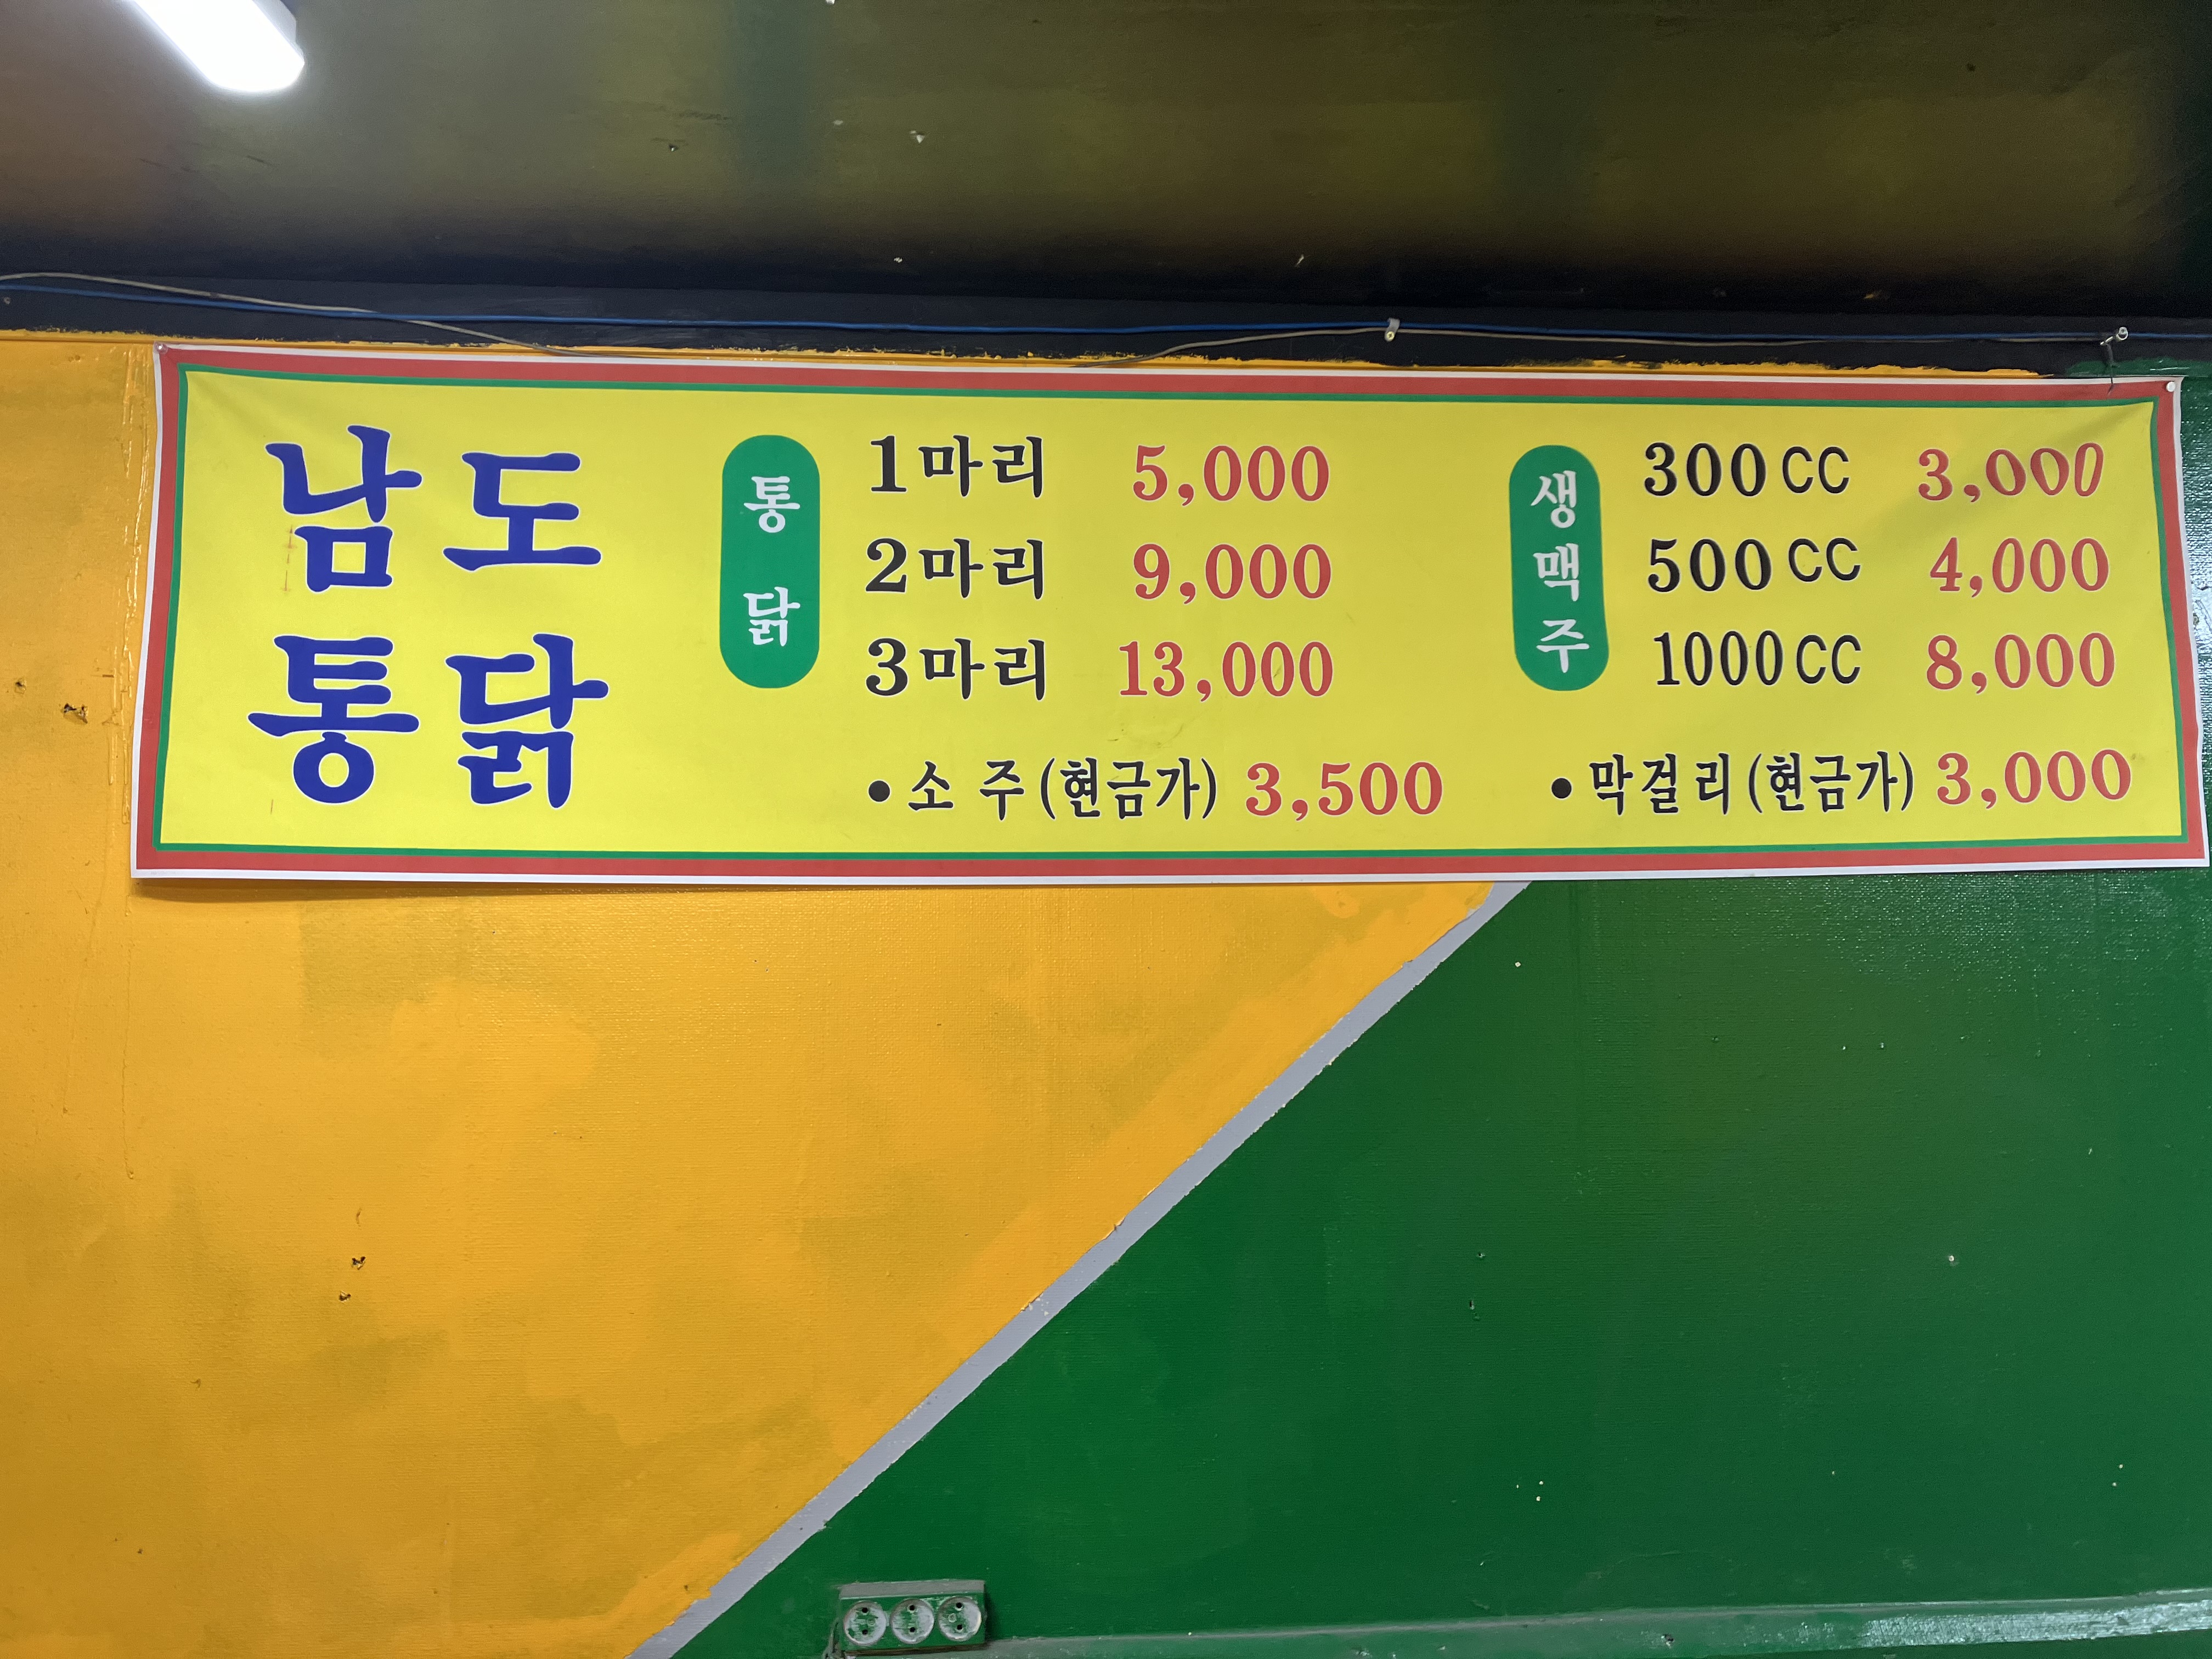 남도
통닭
통닭
1마리 5,000
2마리 9,000
3마리 13,000
• 소 주(현금가) 3,500
생맥주
300CC 3,000
500CC 4,000
1000CC 8,000
• 막걸리(현금가) 3,000